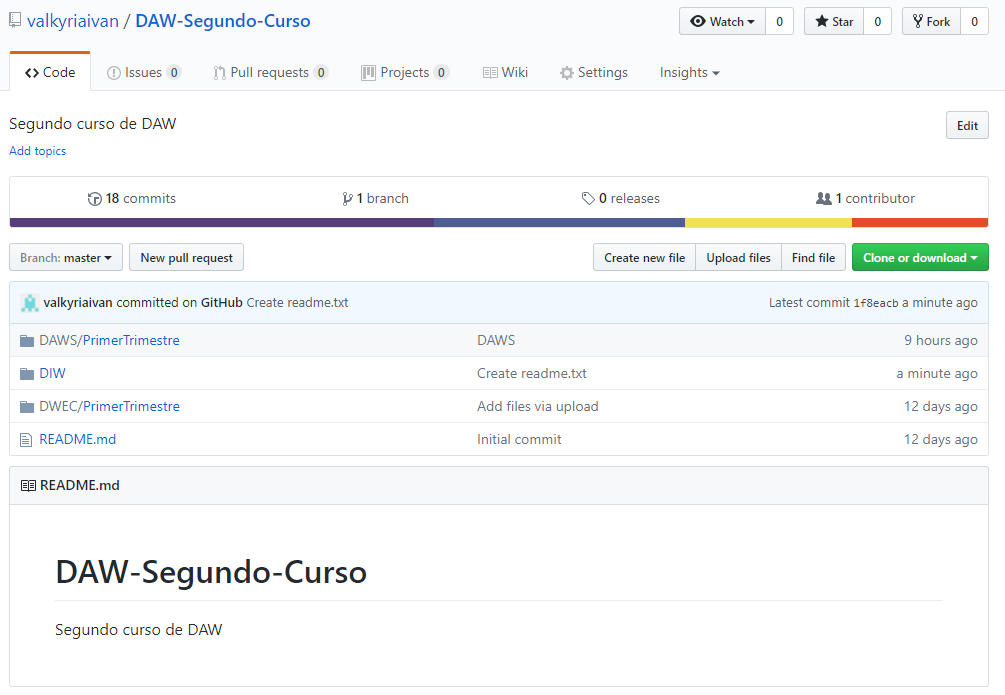 valkyriaivan / DAW-Segundo-Curso
Watch 0 Star 0 Fork 0
Code Issues 0 Pull requests 0 Projects 0 Wiki Settings Insights
Segundo curso de DAW
Edit
Add topics
18 commits 1 branch 0 releases 1 contributor
Branch: master New pull request Create new file Upload files Find file Clone or download
valkyriaivan committed on GitHub Create readme.txt Latest commit 1f8eacb a minute ago
DAWS/PrimerTrimestre DAWS 9 hours ago
DIW Create readme.txt a minute ago
DWEC/PrimerTrimestre Add files via upload 12 days ago
README.md Initial commit 12 days ago
README.md
DAW-Segundo-Curso
Segundo curso de DAW